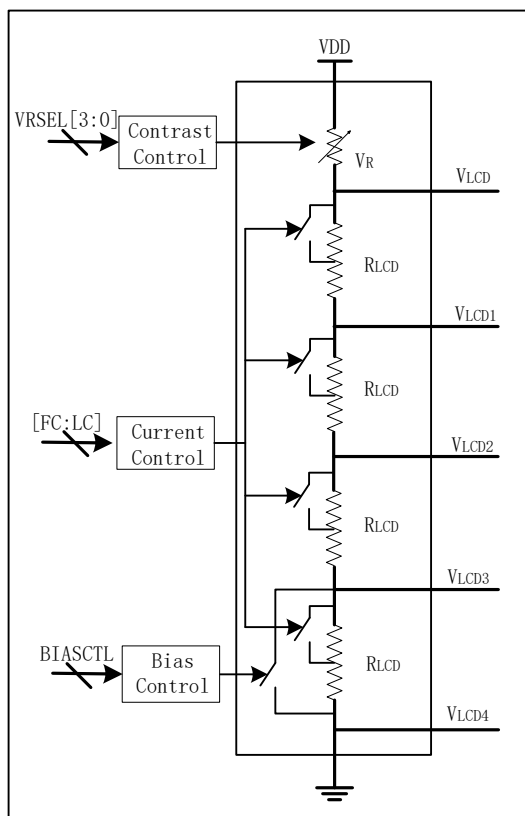 VDD
VRSEL[3:0]
Contrast
Control
VR
VLCD
RLCD
VLCD1
RLCD
[FC:LC]
Current
Control
VLCD2
RLCD
VLCD3
BIASCTL
Bias
Control
RLCD
VLCD4